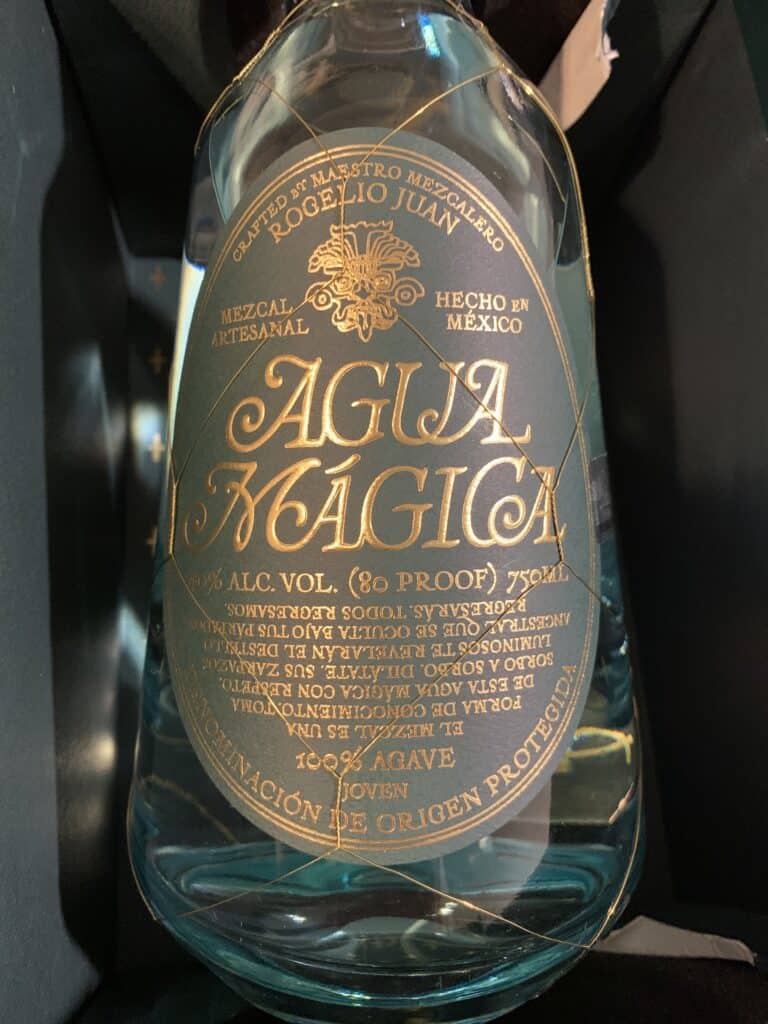 CRAFTED BY MAESTRO MEZCALERO
ROGELIO JUAN
MEZCAL
ARTESANAL
HECHO EN
MÉXICO
AGUA
MÁGICA
40% ALC. VOL. (80 PROOF) 750ML
EL MEZCAL ES UNA
FORMA DE CONOCIMIENTO. TOMA
DE ESTA AGUA MÁGICA CON RESPETO,
SORBO A SORBO. DILÁTATE. SUS ZARPAZOS
LUMINOSOS TE REVELARÁN EL DESTELLO
ANCESTRAL QUE SE OCULTA BAJO TUS PÁRPADOS.
REGRESARÁS. TODOS REGRESAMOS.
100% AGAVE
JOVEN
DENOMINACIÓN DE ORIGEN PROTEGIDA